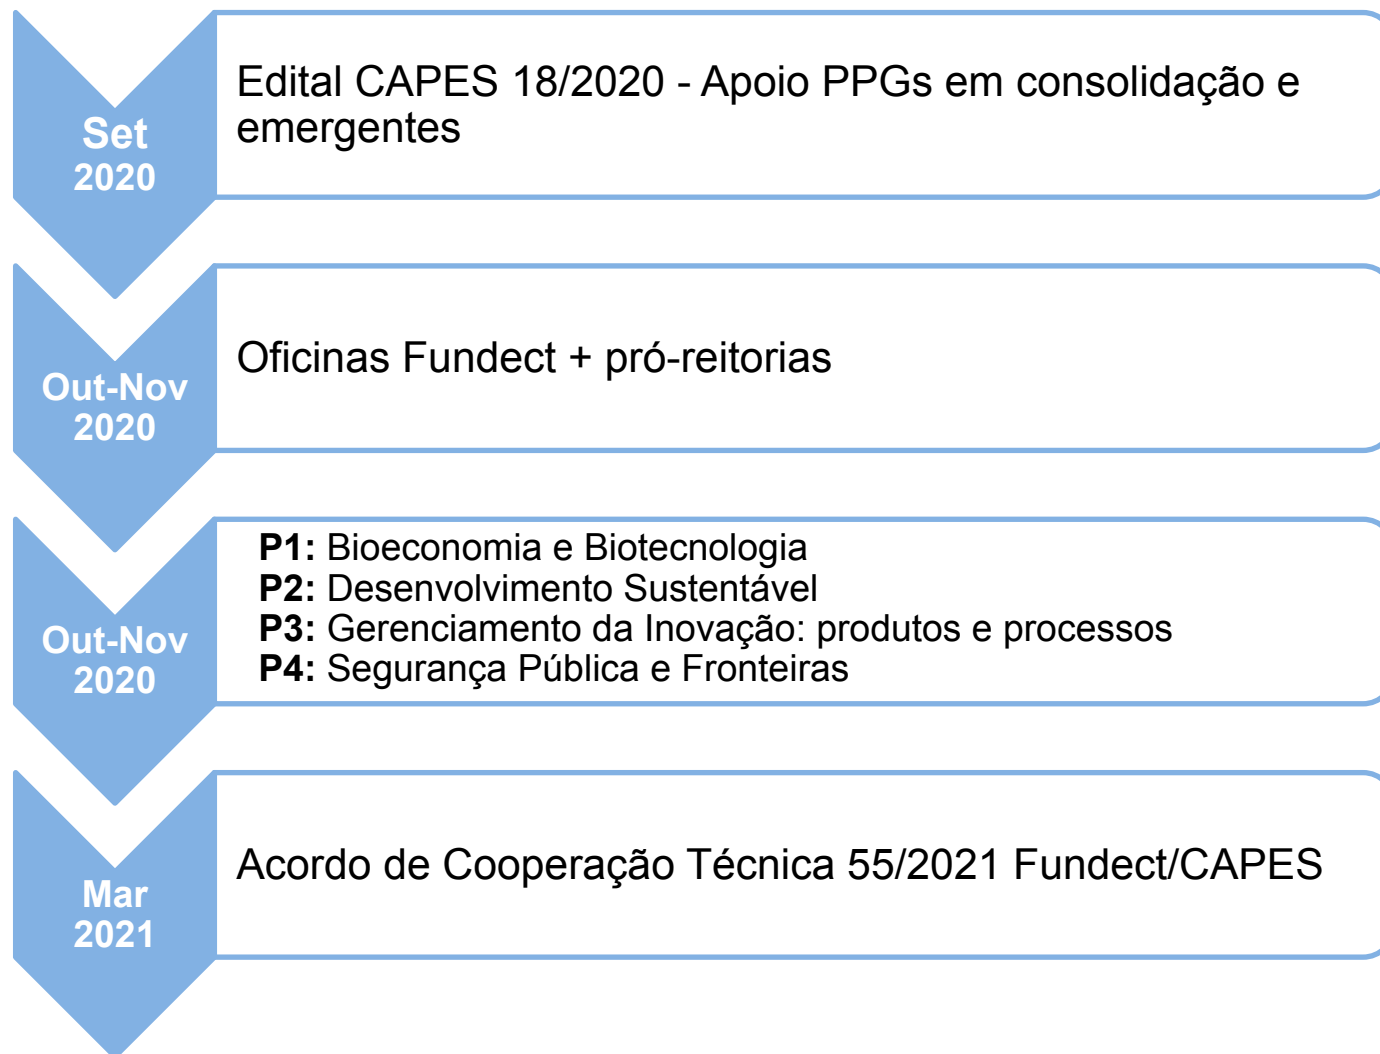 Set
2020
Edital CAPES 18/2020 - Apoio PPGs em consolidação e
emergentes
Out-Nov
2020
Oficinas Fundect + pró-reitorias
Out-Nov
2020
P1: Bioeconomia e Biotecnologia
P2: Desenvolvimento Sustentável
P3: Gerenciamento da Inovação: produtos e processos
P4: Segurança Pública e Fronteiras
Mar
2021
Acordo de Cooperação Técnica 55/2021 Fundect/CAPES